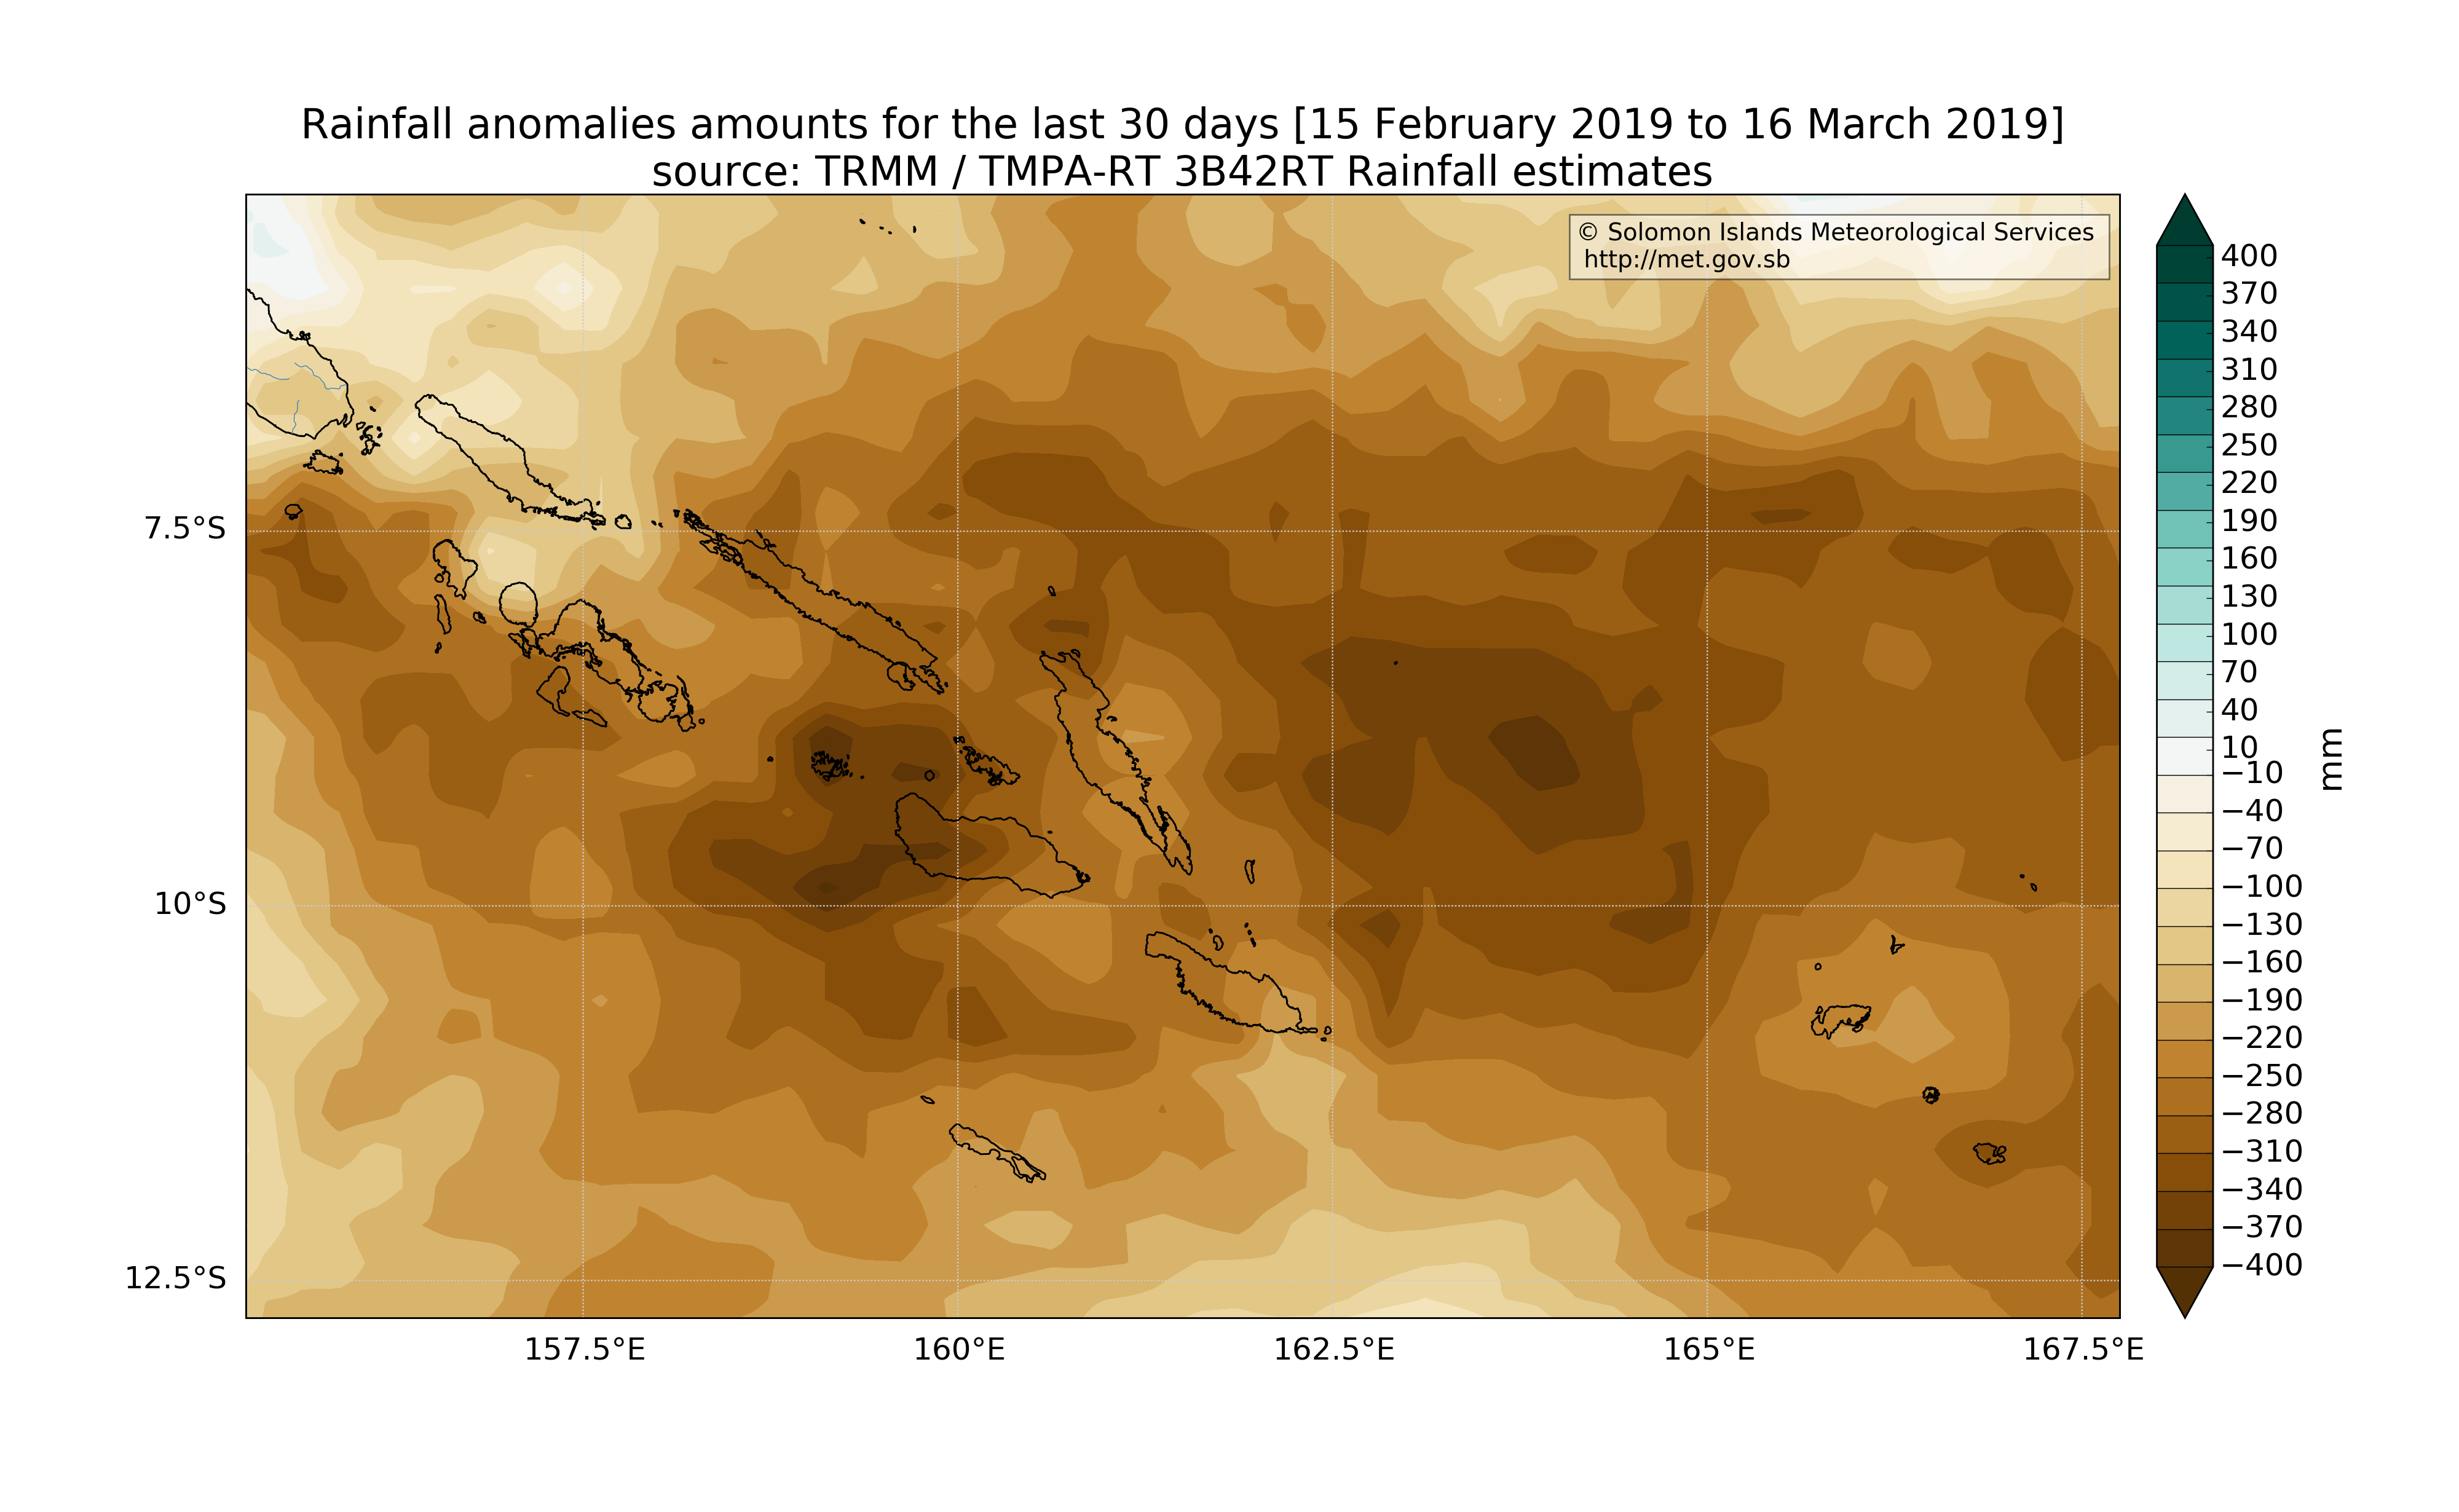 Rainfall anomalies amounts for the last 30 days [15 February 2019 to 16 March 2019]
source: TRMM / TMPA-RT 3B42RT Rainfall estimates
© Solomon Islands Meteorological Services
http://met.gov.sb
7.5°S
10°S
12.5°S
157.5°E
160°E
162.5°E
165°E
167.5°E
400
370
340
310
280
250
220
190
160
130
100
70
40
10
−10
−40
−70
−100
−130
−160
−190
−220
−250
−280
−310
−340
−370
−400
mm